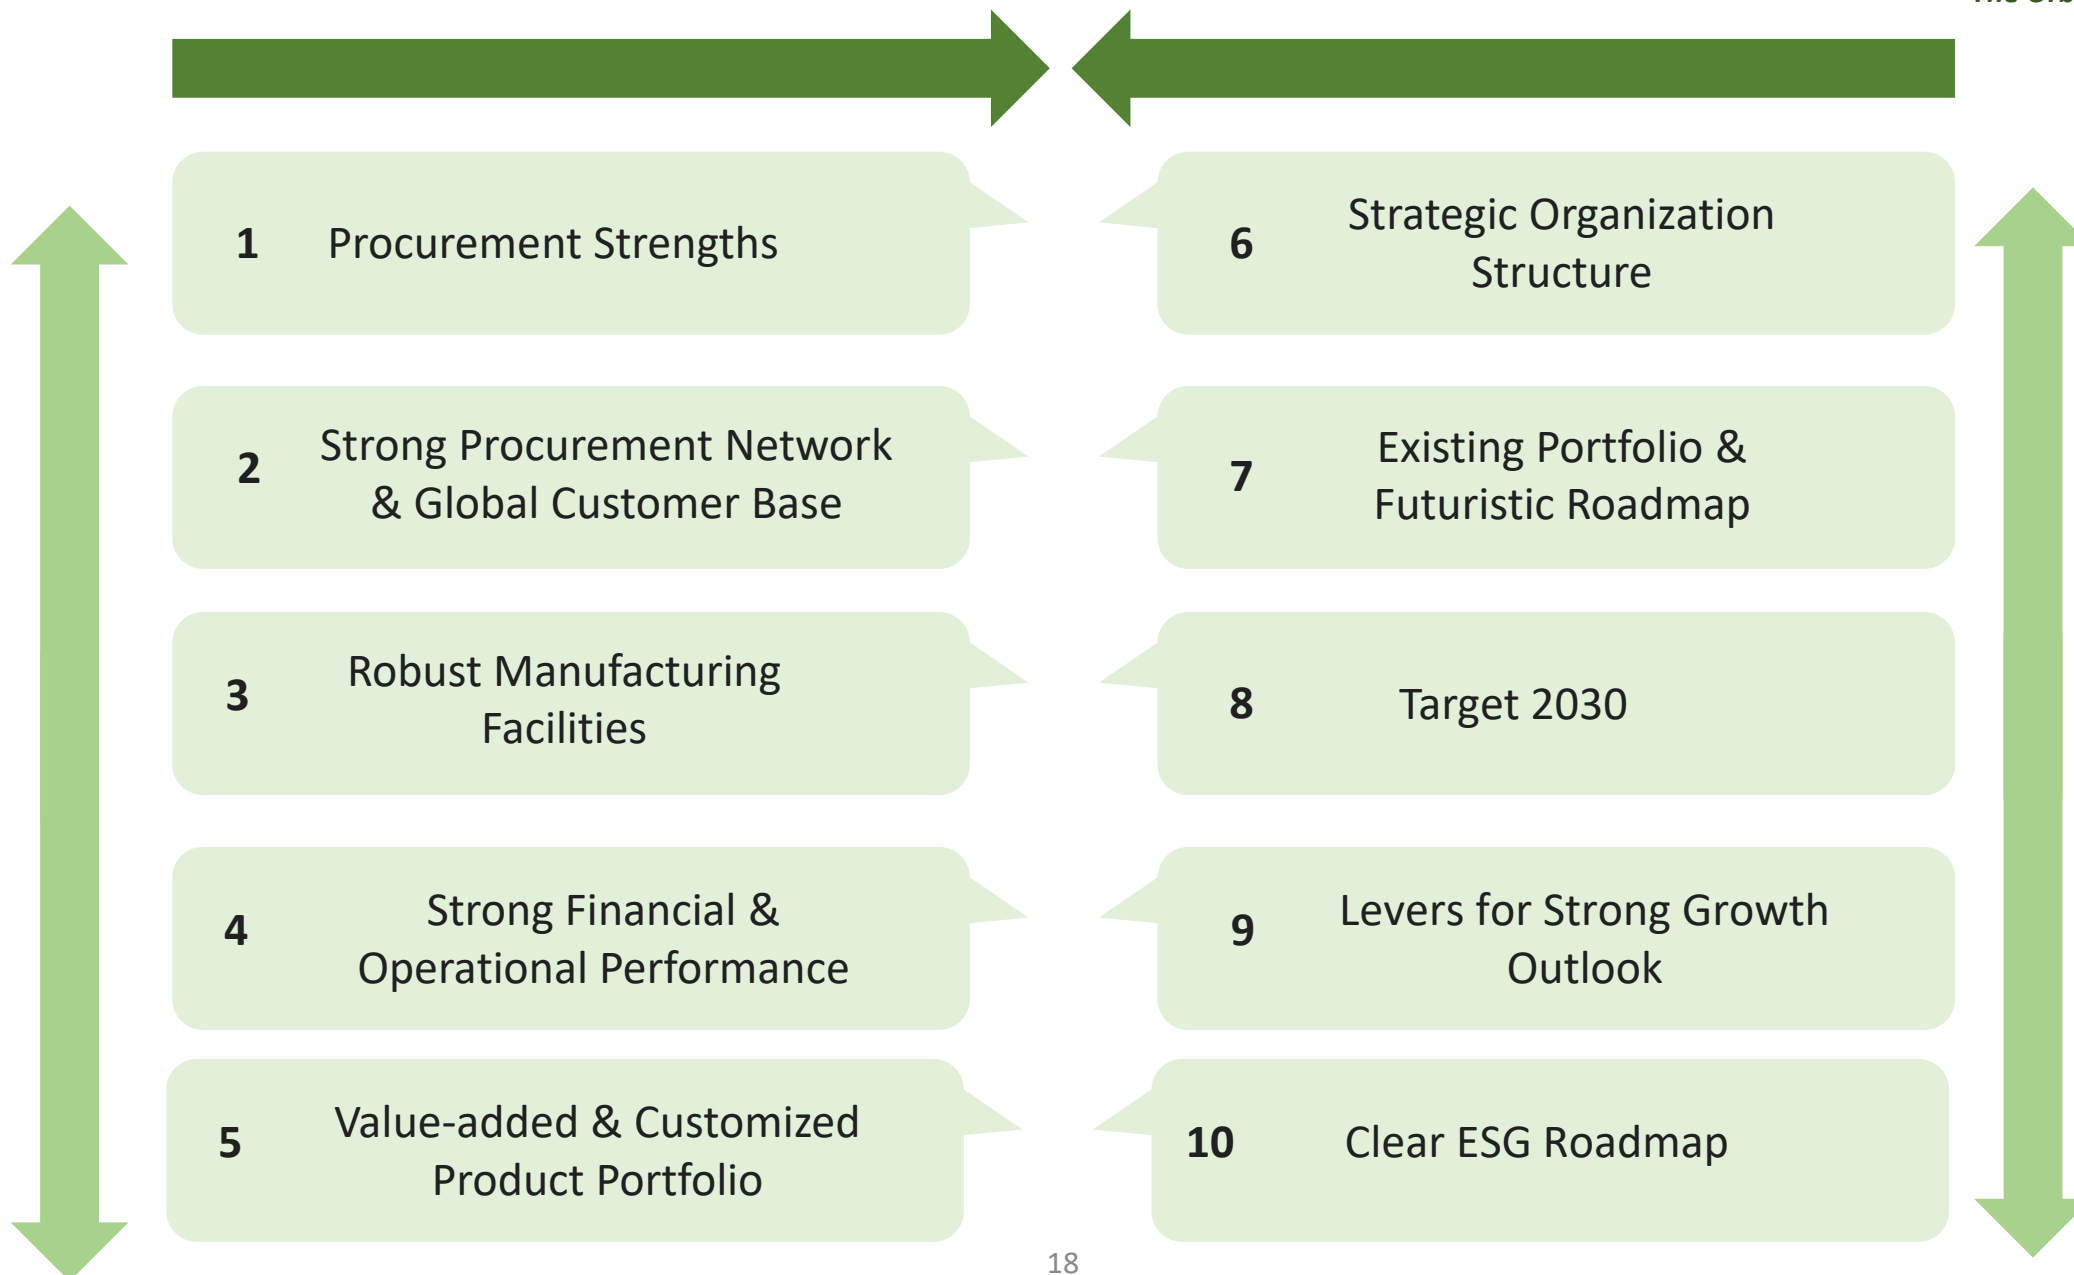 1
Procurement Strengths
2
Strong Procurement Network
& Global Customer Base
3
Robust Manufacturing
Facilities
4
Strong Financial &
Operational Performance
5
Value-added & Customized
Product Portfolio
6
Strategic Organization
Structure
7
Existing Portfolio &
Futuristic Roadmap
8
Target 2030
9
Levers for Strong Growth
Outlook
10
Clear ESG Roadmap
18